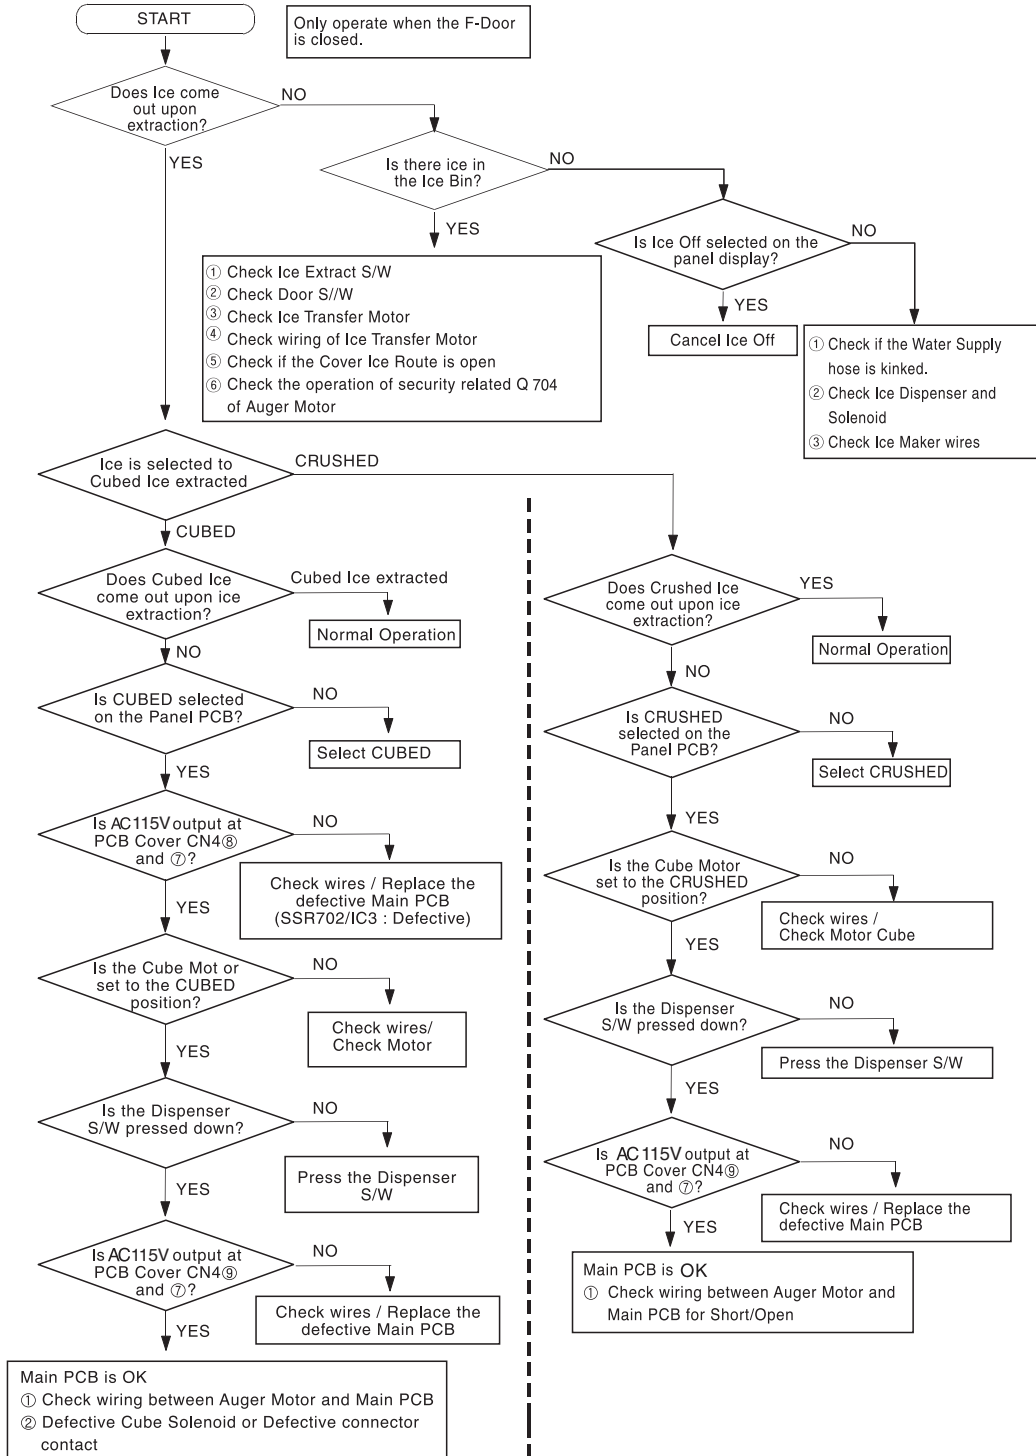 START
Only operate when the F-Door
is closed.
Does Ice come
out upon
extraction?
NO
YES
Is there ice in
the Ice Bin?
NO
YES
Is Ice Off selected on the
panel display?
NO
YES
Cancel Ice Off
① Check Ice Extract S/W
② Check Door S//W
③ Check Ice Transfer Motor
④ Check wiring of Ice Transfer Motor
⑤ Check if the Cover Ice Route is open
⑥ Check the operation of security related Q 704
of Auger Motor
① Check if the Water Supply
hose is kinked.
② Check Ice Dispenser and
Solenoid
③ Check Ice Maker wires
Ice is selected to
Cubed Ice extracted
CRUSHED
CUBED
Does Cubed Ice
come out upon ice
extraction?
Cubed Ice extracted
Normal Operation
NO
Is CUBED selected
on the Panel PCB?
NO
Select CUBED
YES
Is AC115V output at
PCB Cover CN4⑧
and ⑦?
NO
Check wires / Replace the
defective Main PCB
(SSR702/IC3 : Defective)
YES
Is the Cube Mot or
set to the CUBED
position?
NO
Check wires/
Check Motor
YES
Is the Dispenser
S/W pressed down?
NO
Press the Dispenser
S/W
YES
Is AC115V output at
PCB Cover CN4⑨
and ⑦?
NO
Check wires / Replace the
defective Main PCB
YES
Main PCB is OK
① Check wiring between Auger Motor and Main PCB
② Defective Cube Solenoid or Defective connector
contact
Does Crushed Ice
come out upon ice
extraction?
YES
Normal Operation
NO
Is CRUSHED
selected on the
Panel PCB?
NO
Select CRUSHED
YES
Is the Cube Motor
set to the CRUSHED
position?
NO
Check wires /
Check Motor Cube
YES
Is the Dispenser
S/W pressed down?
NO
Press the Dispenser S/W
YES
Is AC115V output at
PCB Cover CN4⑨
and ⑦?
NO
Check wires / Replace the
defective Main PCB
YES
Main PCB is OK
① Check wiring between Auger Motor and
Main PCB for Short/Open